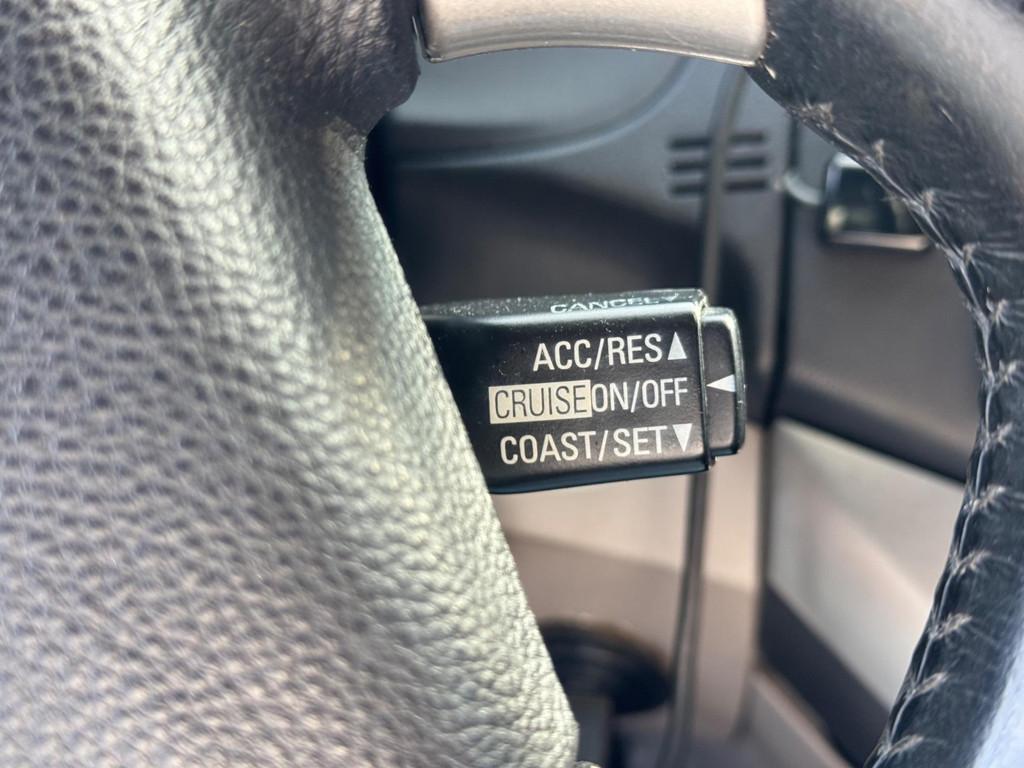 CANCEL
ACC/RES▲
CRUISE ON/OFF ◀
COAST/SET▼